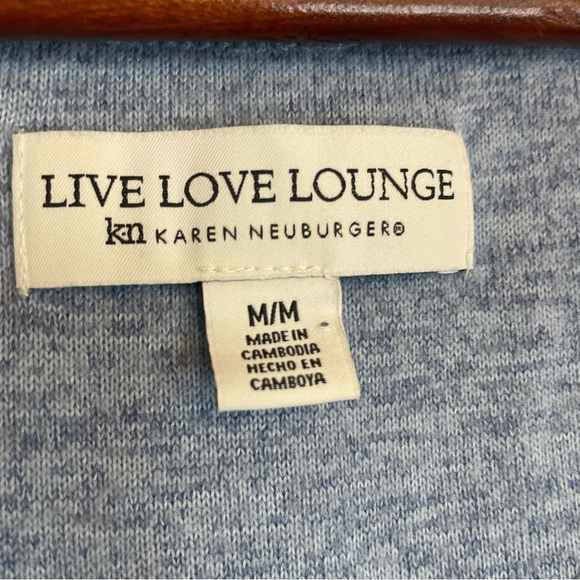 LIVE LOVE LOUNGE
kn KAREN NEUBURGER®
M/M
MADE IN
CAMBODIA
HECHO EN
CAMBOYA